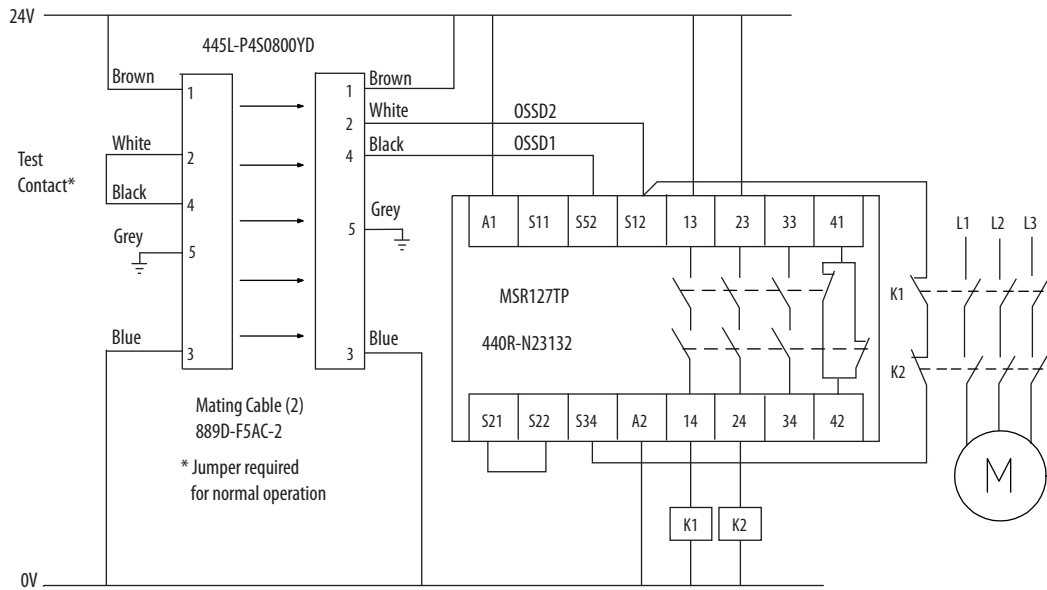 24V
445L-P4S0800YD
Brown
1
White
2
Test
Contact*
Black
4
Grey
5
Blue
3
Brown
1
White
2
OSSD2
Black
4
OSSD1
Grey
5
Blue
3
Mating Cable (2)
889D-F5AC-2
* Jumper required
for normal operation
A1 S11 S52 S12 13 23 33 41
MSR127TP
440R-N23132
S21 S22 S34 A2 14 24 34 42
K1 K2
L1 L2 L3
K1
K2
M
0V